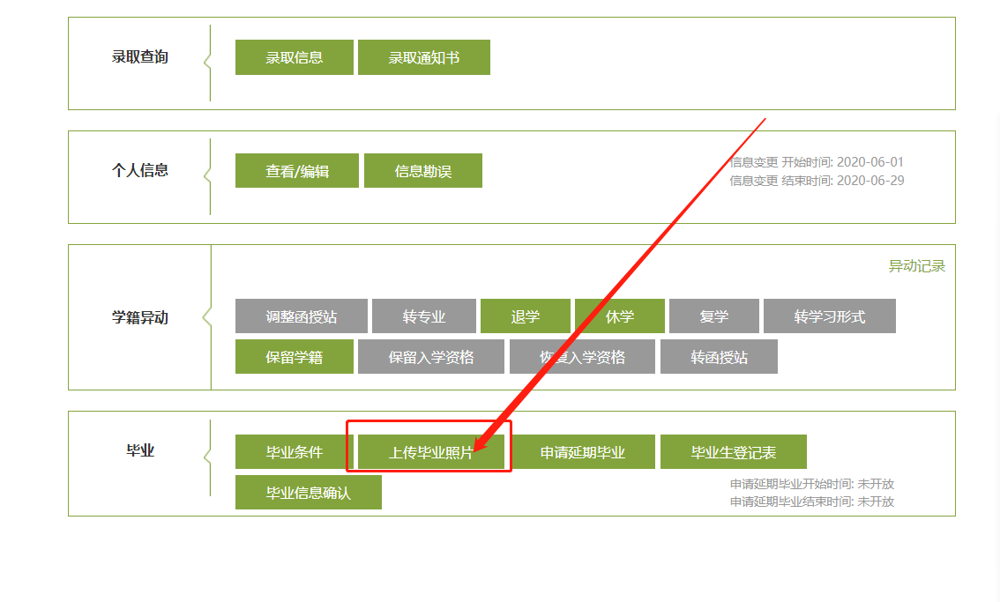 录取查询
录取信息 录取通知书
个人信息
查看/编辑 信息勘误
信息变更 开始时间: 2020-06-01
信息变更 结束时间: 2020-06-29
异动记录
学籍异动
调整函授站 转专业 退学 休学 复学 转学习形式
保留学籍 保留入学资格 恢复入学资格 转函授站
毕业
毕业条件 上传毕业照片 申请延期毕业 毕业生登记表
毕业信息确认
申请延期毕业开始时间: 未开放
申请延期毕业结束时间: 未开放